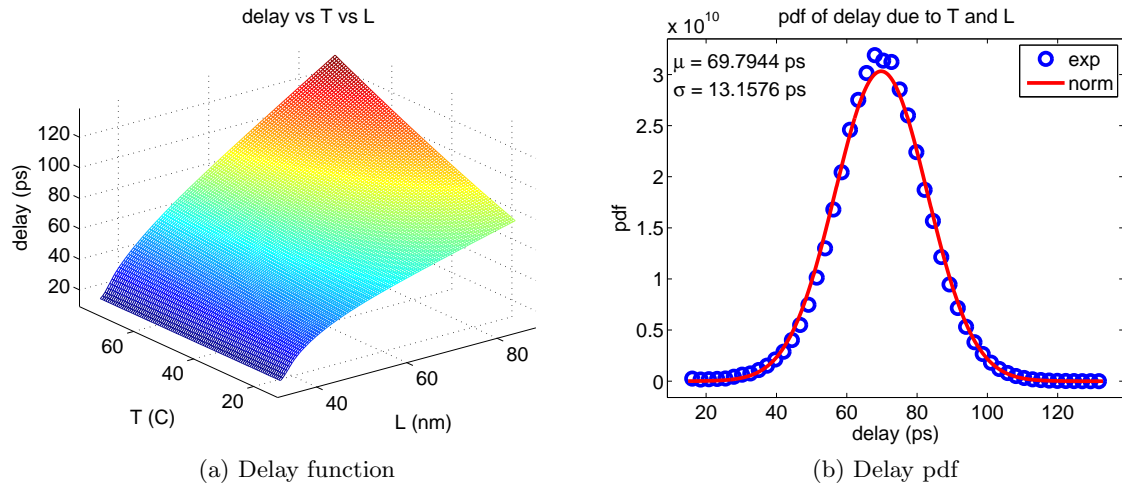 delay vs T vs L
delay (ps)
120
100
80
60
40
20
60
40
20
T (C)
40
60
80
L (nm)
(a) Delay function
pdf of delay due to T and L
x 10^10
μ = 69.7944 ps
σ = 13.1576 ps
exp
norm
pdf
3
2.5
2
1.5
1
0.5
0
20 40 60 80 100 120
delay (ps)
(b) Delay pdf